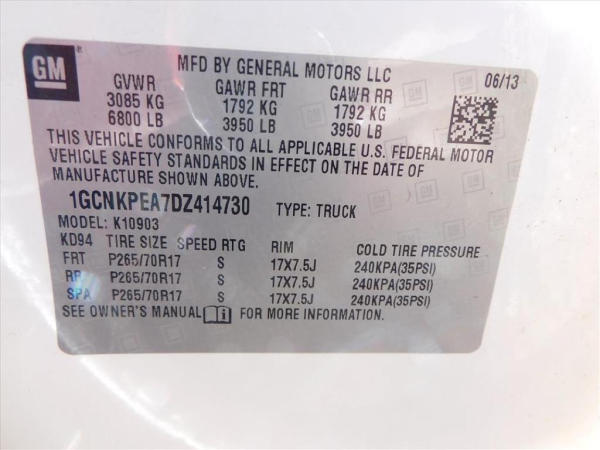 GM
MFD BY GENERAL MOTORS LLC
06/13
GVWR GAWR FRT GAWR RR
3085 KG 1792 KG 1792 KG
6800 LB 3950 LB 3950 LB
THIS VEHICLE CONFORMS TO ALL APPLICABLE U.S. FEDERAL MOTOR
VEHICLE SAFETY STANDARDS IN EFFECT ON THE DATE OF
MANUFACTURE SHOWN ABOVE.
1GCNKPEA7DZ414730 TYPE: TRUCK
MODEL: K10903
KD94 TIRE SIZE SPEED RTG RIM COLD TIRE PRESSURE
FRT P265/70R17 S 17X7.5J 240KPA(35PSI)
RR P265/70R17 S 17X7.5J 240KPA(35PSI)
SPA P265/70R17 S 17X7.5J 240KPA(35PSI)
SEE OWNER'S MANUAL FOR MORE INFORMATION.